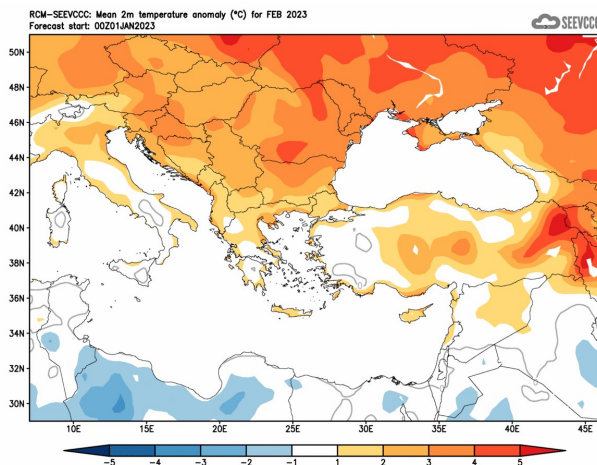 RCM-SEEVCCC: Mean 2m temperature anomaly (°C) for FEB 2023
Forecast start: 00Z01JAN2023
SEEVCCC
50N
48N
46N
44N
42N
40N
38N
36N
34N
32N
30N
10E 15E 20E 25E 30E 35E 40E 45E
-5 -4 -3 -2 -1 1 2 3 4 5